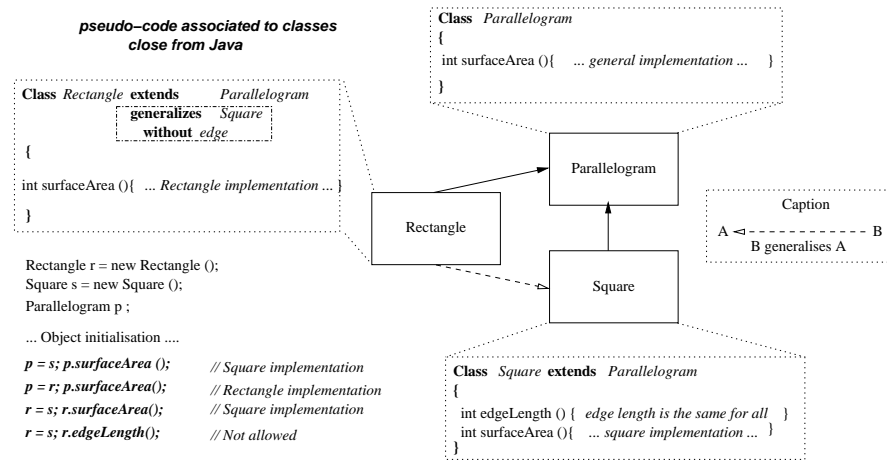 pseudo–code associated to classes
close from Java
Class Rectangle extends Parallelogram
generalizes Square
without edge
{
int surfaceArea (){ ... Rectangle implementation ... }
}
Rectangle r = new Rectangle ();
Square s = new Square ();
Parallelogram p ;
... Object initialisation ....
p = s; p.surfaceArea (); // Square implementation
p = r; p.surfaceArea(); // Rectangle implementation
r = s; r.surfaceArea(); // Square implementation
r = s; r.edgeLength(); // Not allowed
Class Parallelogram
{
int surfaceArea (){ ... general implementation ... }
}
Parallelogram
Rectangle
Square
Caption
A B
B generalises A
Class Square extends Parallelogram
{
int edgeLength () { edge length is the same for all }
int surfaceArea (){ ... square implementation ... }
}